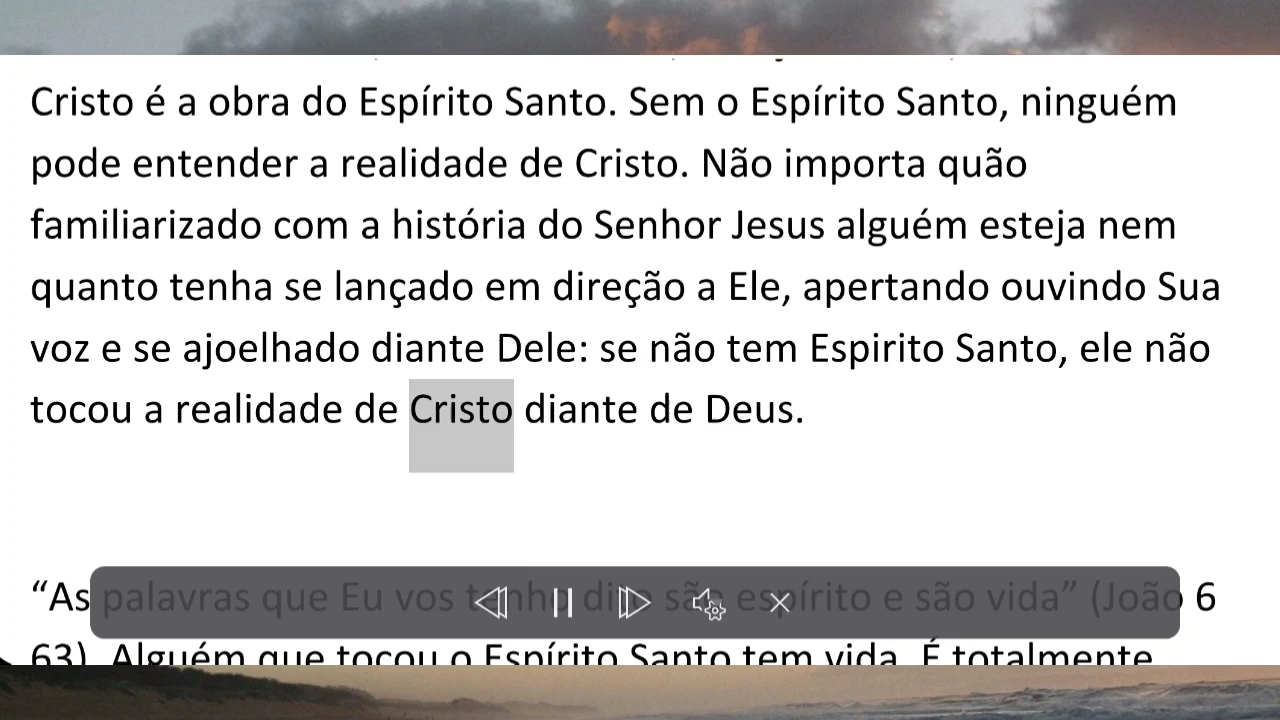 Cristo é a obra do Espírito Santo. Sem o Espírito Santo, ninguém
pode entender a realidade de Cristo. Não importa quão
familiarizado com a história do Senhor Jesus alguém esteja nem
quanto tenha se lançado em direção a Ele, apertando ouvindo Sua
voz e se ajoelhado diante Dele: se não tem Espirito Santo, ele não
tocou a realidade de Cristo diante de Deus.
“As palavras que Eu vos tenho dito são espírito e são vida” (João 6
63). Alguém que tocou o Espírito Santo tem vida. É totalmente